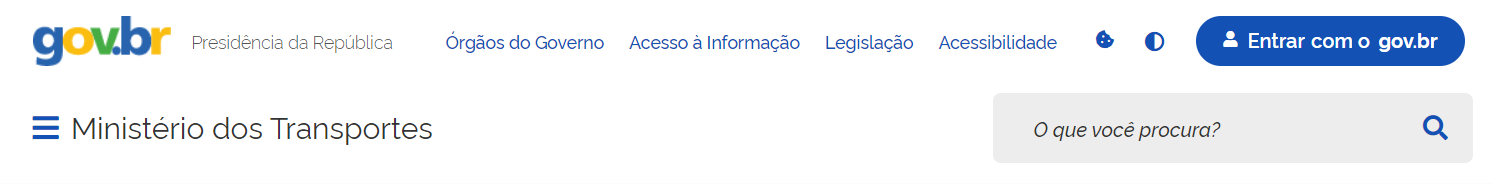 gov.br Presidência da República Órgãos do Governo Acesso à Informação Legislação Acessibilidade Entrar com o gov.br
Ministério dos Transportes O que você procura?